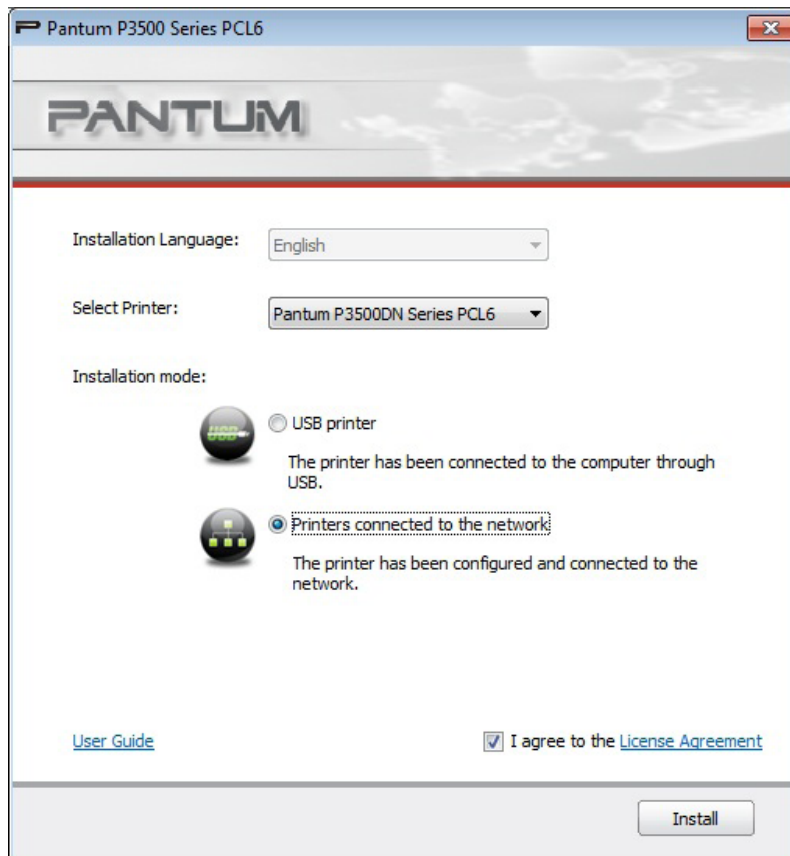 Pantum P3500 Series PCL6
PANTUM
Installation Language:
English
Select Printer:
Pantum P3500DN Series PCL6
Installation mode:
USB
USB printer
The printer has been connected to the computer through
USB.
Printers connected to the network
The printer has been configured and connected to the
network.
User Guide
I agree to the License Agreement
Install